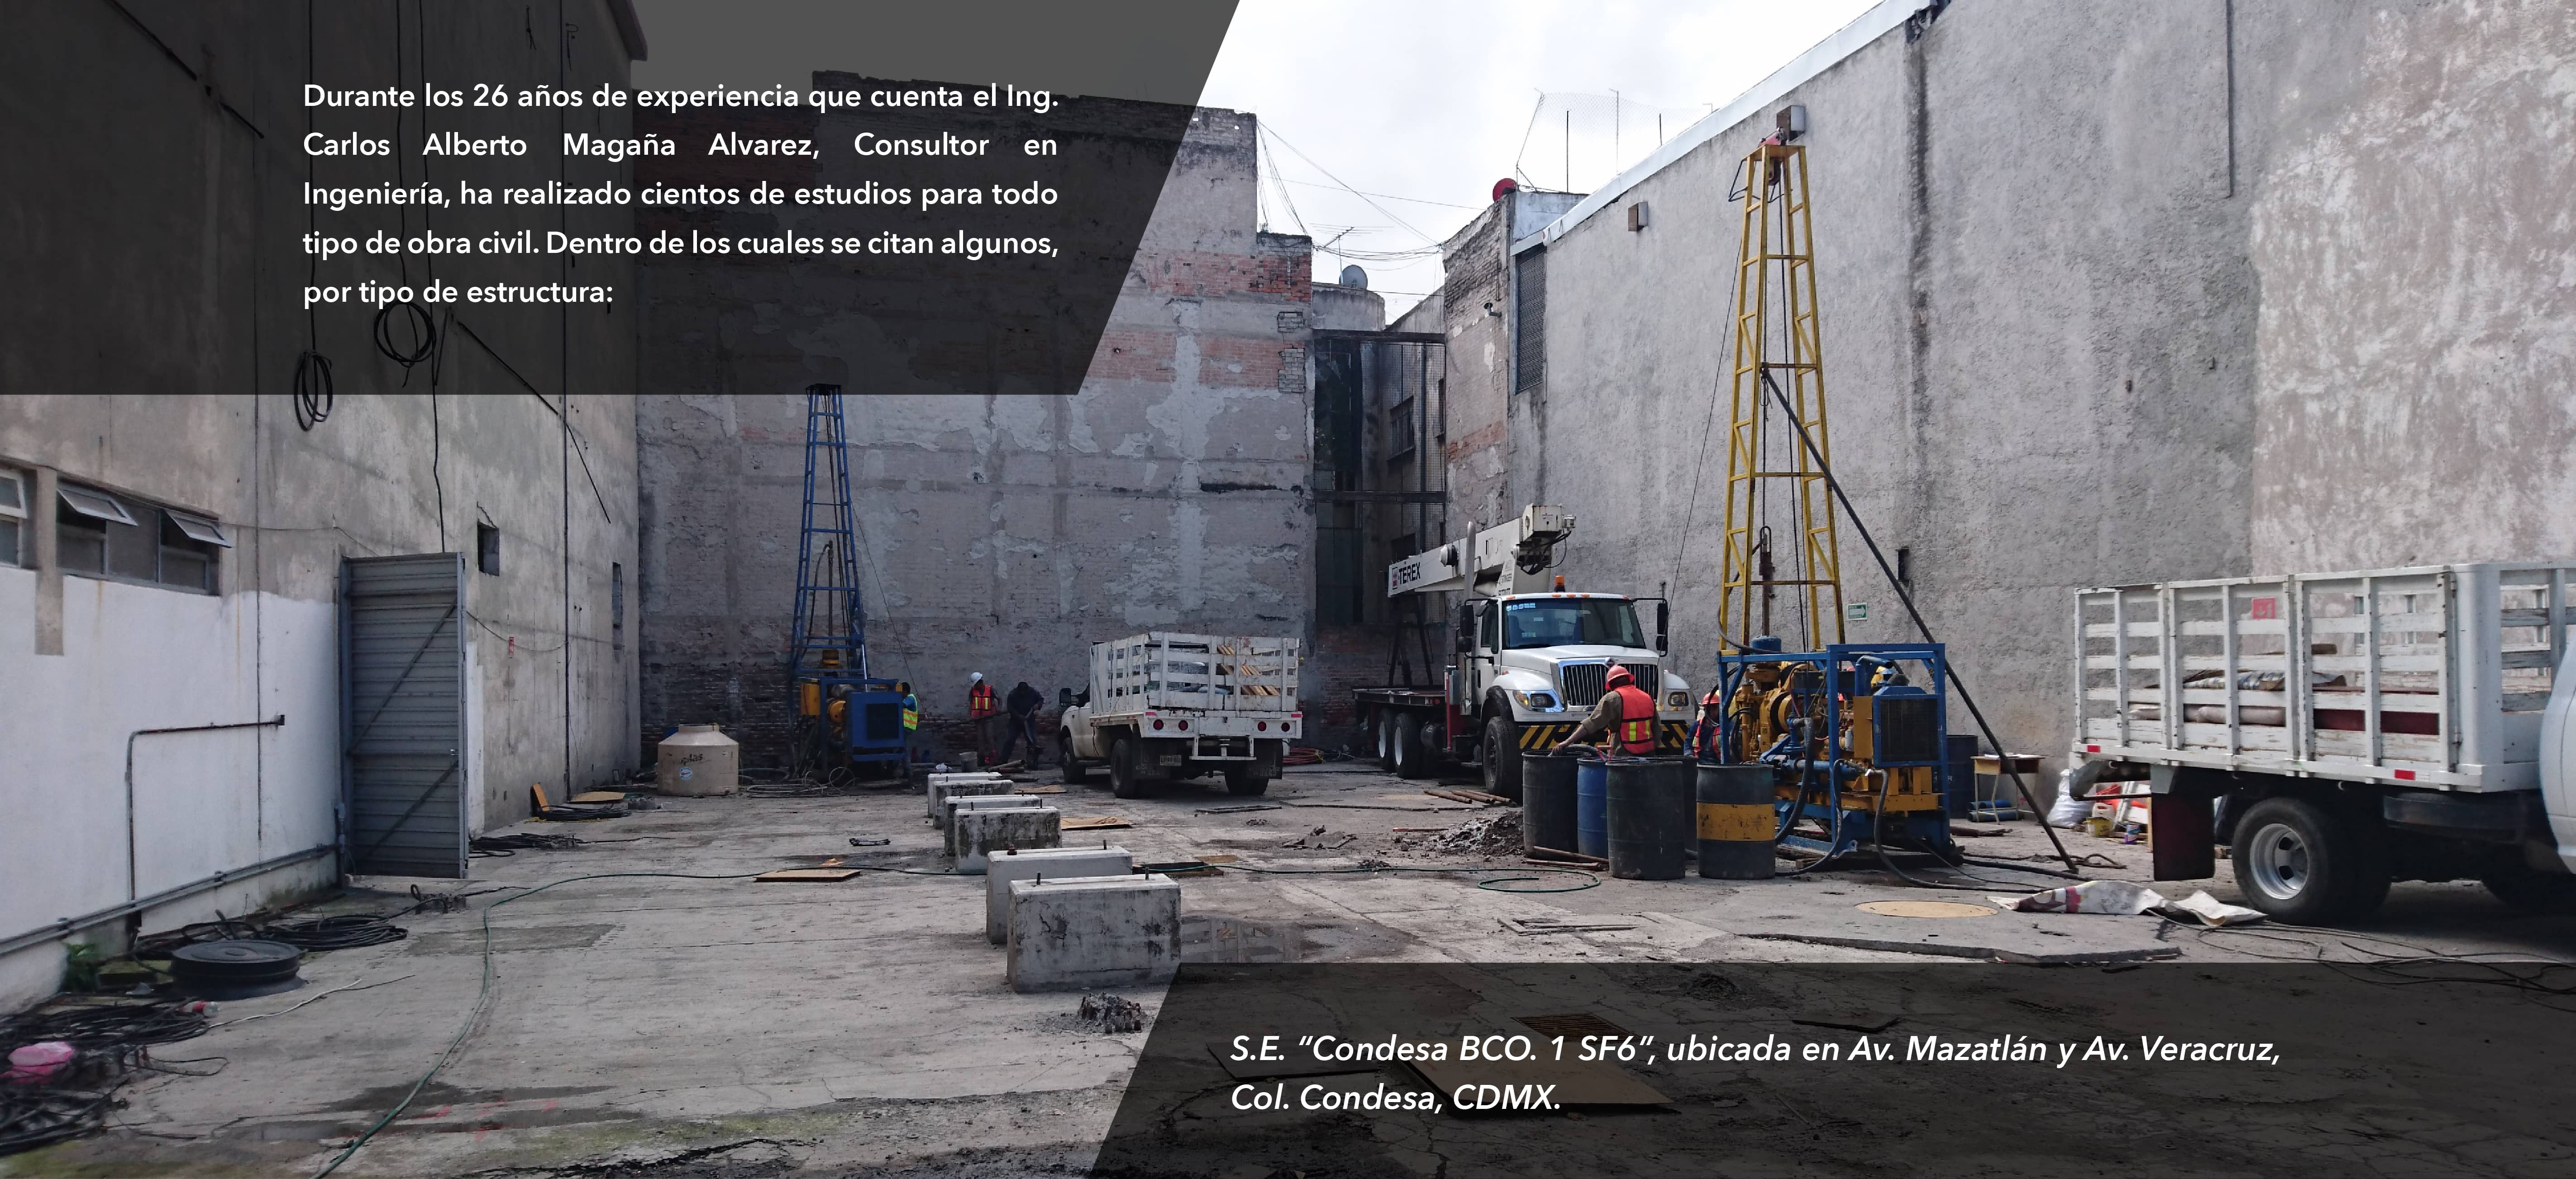 Durante los 26 años de experiencia que cuenta el Ing.
Carlos Alberto Magaña Alvarez, Consultor en
Ingeniería, ha realizado cientos de estudios para todo
tipo de obra civil. Dentro de los cuales se citan algunos,
por tipo de estructura:
TEREX
S.E. “Condesa BCO. 1 SF6”, ubicada en Av. Mazatlán y Av. Veracruz,
Col. Condesa, CDMX.